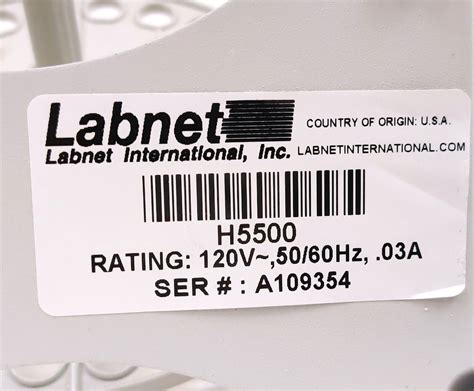 Labnet
COUNTRY OF ORIGIN: U.S.A.
Labnet International, Inc.
LABNETINTERNATIONAL.COM
H5500
RATING: 120V~,50/60Hz, .03A
SER # : A109354